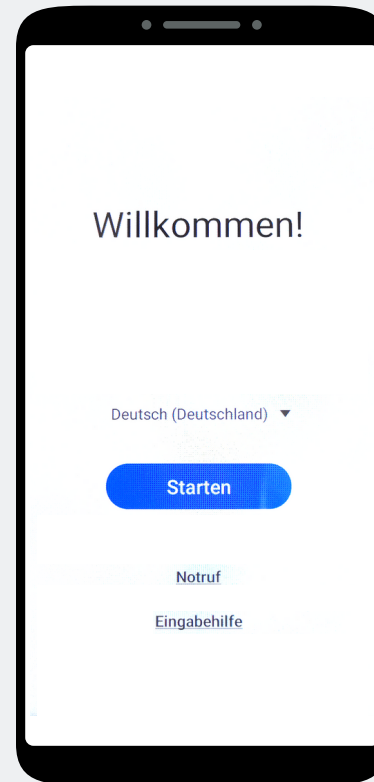 Willkommen!
Deutsch (Deutschland)
Starten
Notruf
Eingabehilfe